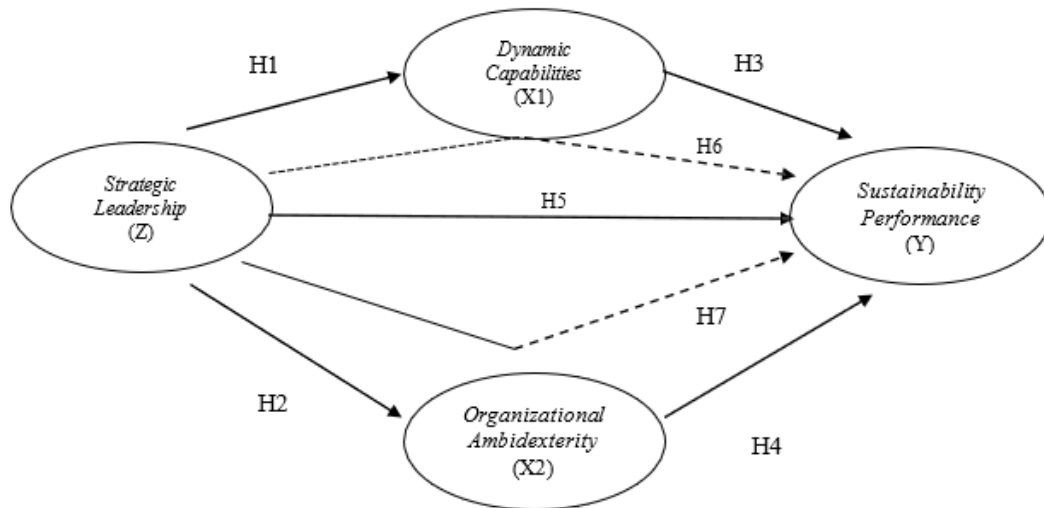 Dynamic
Capabilities
(X1)
H1
H3
H6
Strategic
Leadership
(Z)
H5
Sustainability
Performance
(Y)
H7
H2
Organizational
Ambidexterity
(X2)
H4